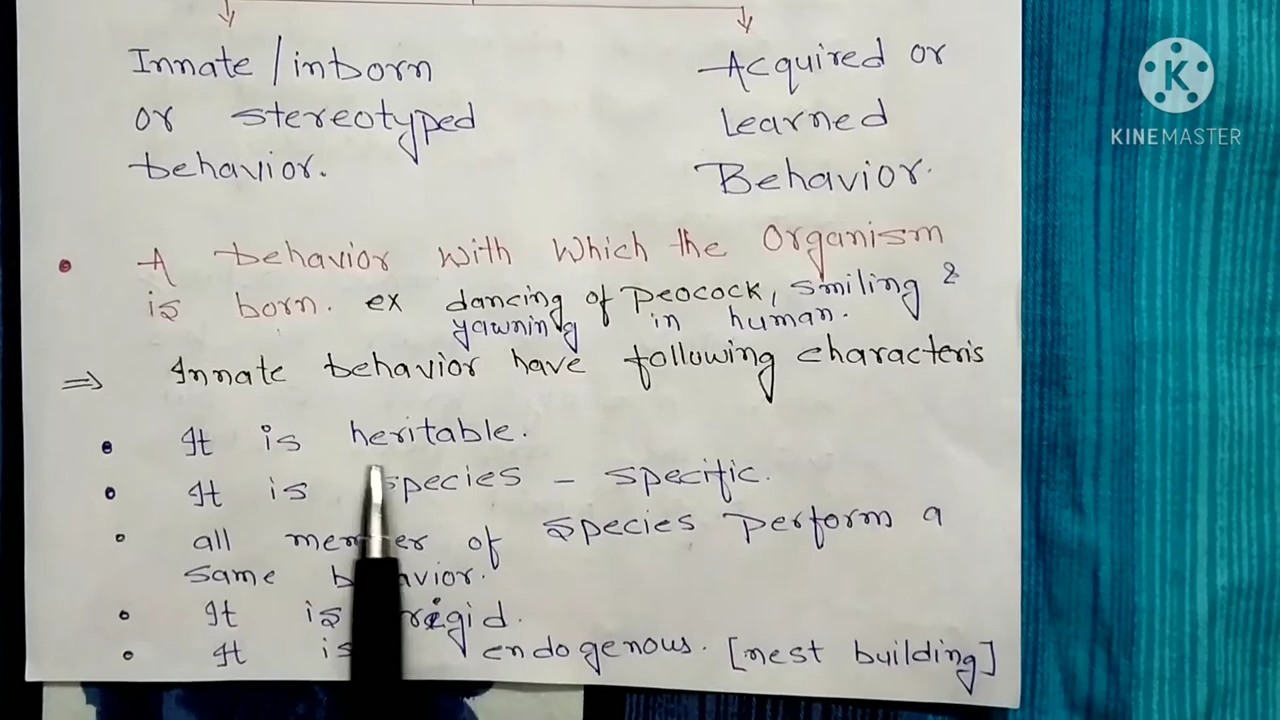 Innate / inborn
or stereotyped
behavior.
Acquired or
learned
Behavior.
K
KINEMASTER
• A behavior with which the organism
is born. ex dancing of peocock, smiling &
yawning in human.
⇒ Innate behavior have following characteris
• It is heritable.
• It is species - specific.
• all member of species perform a
same behavior.
• It is rigid.
• It is endogenous. [nest building]